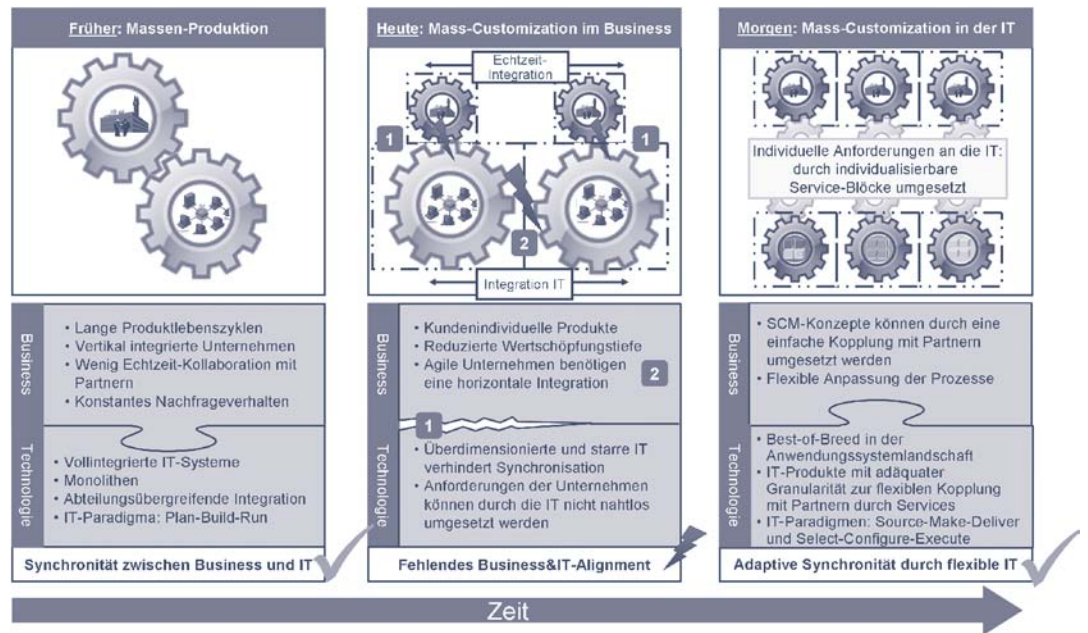 Früher: Massen-Produktion
Business
• Lange Produktlebenszyklen
• Vertikal integrierte Unternehmen
• Wenig Echtzeit-Kollaboration mit
Partnern
• Konstantes Nachfrageverhalten
Technologie
• Vollintegrierte IT-Systeme
• Monolithen
• Abteilungsübergreifende Integration
• IT-Paradigma: Plan-Build-Run
Synchronität zwischen Business und IT
Heute: Mass-Customization im Business
Echtzeit-
Integration
1
1
2
Integration IT
Business
• Kundenindividuelle Produkte
• Reduzierte Wertschöpfungstiefe
• Agile Unternehmen benötigen
eine horizontale Integration
2
1
Technologie
• Überdimensionierte und starre IT
verhindert Synchronisation
• Anforderungen der Unternehmen
können durch die IT nicht nahtlos
umgesetzt werden
Fehlendes Business&IT-Alignment
Morgen: Mass-Customization in der IT
Individuelle Anforderungen an die IT:
durch individualisierbare
Service-Blöcke umgesetzt
Business
• SCM-Konzepte können durch eine
einfache Kopplung mit Partnern
umgesetzt werden
• Flexible Anpassung der Prozesse
Technologie
• Best-of-Breed in der
Anwendungssystemlandschaft
• IT-Produkte mit adäquater
Granularität zur flexiblen Kopplung
mit Partnern durch Services
• IT-Paradigmen: Source-Make-Deliver
und Select-Configure-Execute
Adaptive Synchronität durch flexible IT
Zeit